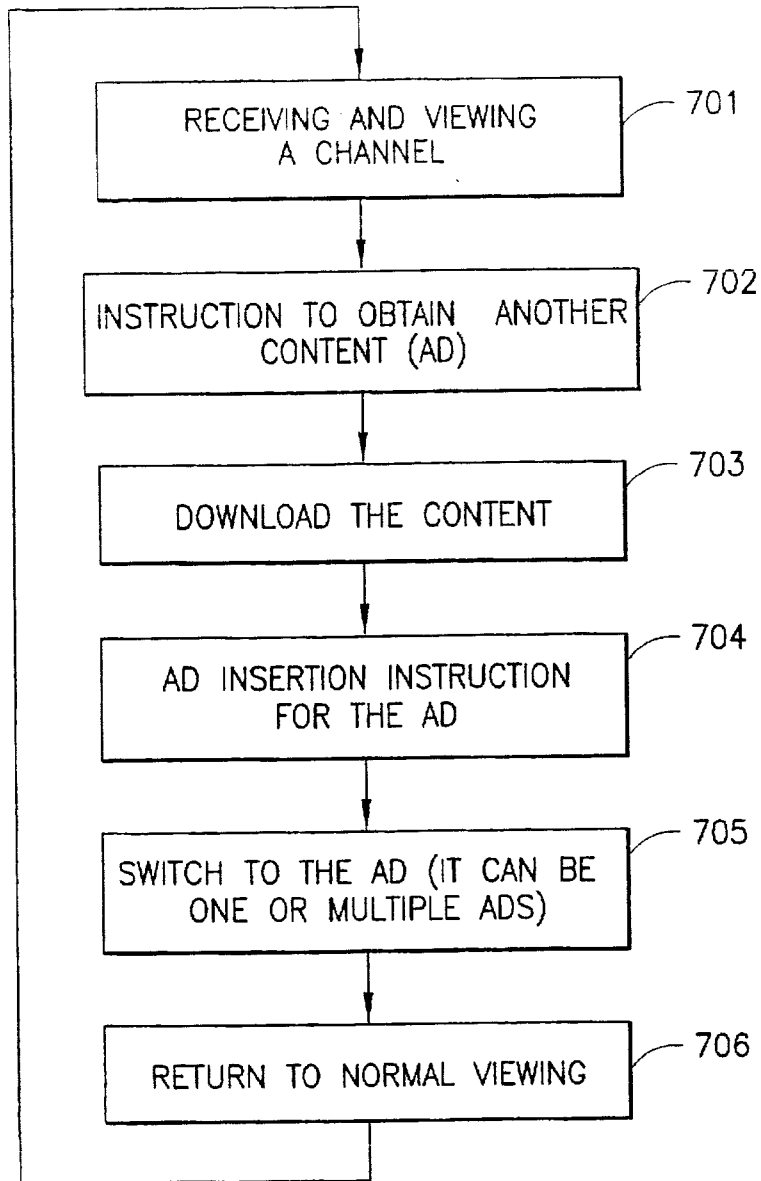 RECEIVING AND VIEWING
A CHANNEL
701
INSTRUCTION TO OBTAIN ANOTHER
CONTENT (AD)
702
DOWNLOAD THE CONTENT
703
AD INSERTION INSTRUCTION
FOR THE AD
704
SWITCH TO THE AD (IT CAN BE
ONE OR MULTIPLE ADS)
705
RETURN TO NORMAL VIEWING
706